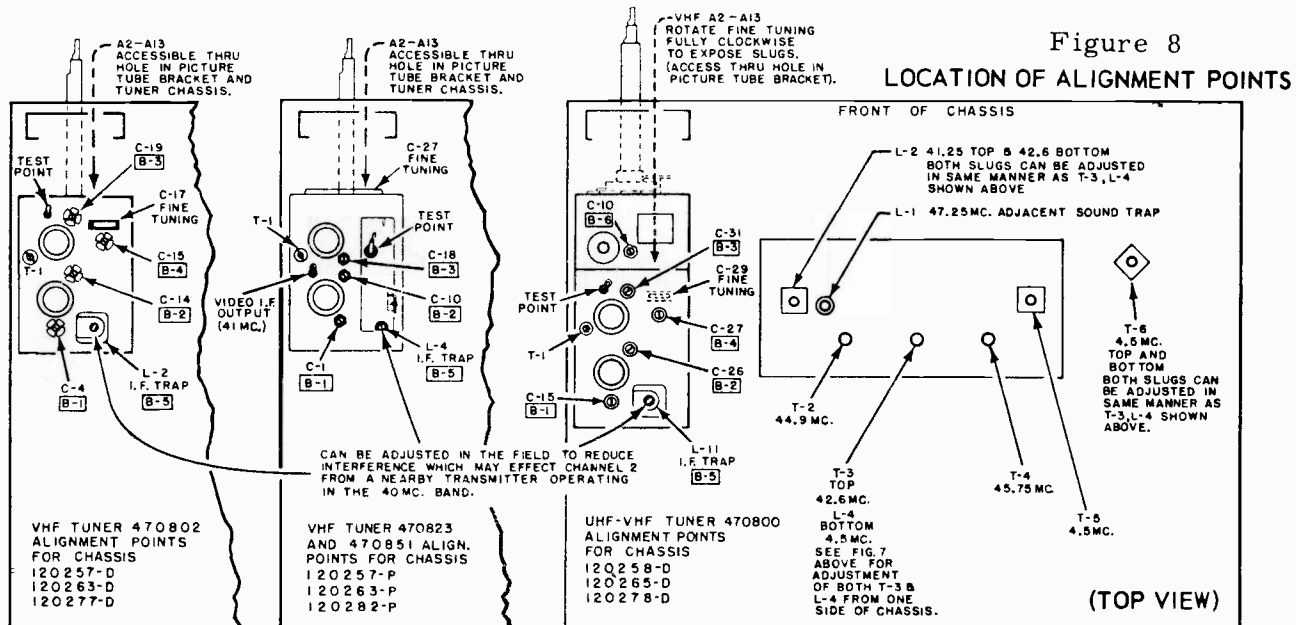 Figure 8
LOCATION OF ALIGNMENT POINTS
A2-A13
ACCESSIBLE THRU
HOLE IN PICTURE
TUBE BRACKET AND
TUNER CHASSIS.
C-19
B-3
TEST
POINT
C-17
FINE
TUNING
T-1
C-15
B-4
C-14
B-2
C-4
B-1
L-2
I.F. TRAP
B-5
VHF TUNER 470802
ALIGNMENT POINTS
FOR CHASSIS
120257-D
120263-D
120277-D
A2-A13
ACCESSIBLE THRU
HOLE IN PICTURE
TUBE BRACKET AND
TUNER CHASSIS.
C-27
FINE
TUNING
T-1
TEST
POINT
C-18
B-3
C-10
B-2
VIDEO I.F.
OUTPUT
(41 MC.)
C-1
B-1
L-4
I.F. TRAP
B-5
CAN BE ADJUSTED IN THE FIELD TO REDUCE
INTERFERENCE WHICH MAY EFFECT CHANNEL 2
FROM A NEARBY TRANSMITTER OPERATING
IN THE 40 MC. BAND.
VHF TUNER 470823
AND 470851 ALIGN.
POINTS FOR CHASSIS
120257-P
120263-P
120282-P
VHF A2-A13
ROTATE FINE TUNING
FULLY CLOCKWISE
TO EXPOSE SLUGS.
(ACCESS THRU HOLE IN
PICTURE TUBE BRACKET).
C-10
B-6
C-31
B-3
C-29
FINE
TUNING
TEST
POINT
C-27
B-4
T-1
C-26
B-2
C-15
B-1
L-11
I.F. TRAP
B-5
UHF-VHF TUNER 470800
ALIGNMENT POINTS
FOR CHASSIS
120258-D
120265-D
120278-D
FRONT OF CHASSIS
L-2 41.25 TOP & 42.6 BOTTOM
BOTH SLUGS CAN BE ADJUSTED
IN SAME MANNER AS T-3, L-4
SHOWN ABOVE
L-1 47.25MC. ADJACENT SOUND TRAP
T-2
44.9 MC.
T-3
TOP
42.6MC.
L-4
BOTTOM
4.5MC.
SEE FIG. 7
ABOVE FOR
ADJUSTMENT
OF BOTH T-3 &
L-4 FROM ONE
SIDE OF CHASSIS.
T-4
45.75 MC.
T-5
4.5MC.
T-6
4.5 MC.
TOP AND
BOTTOM
BOTH SLUGS CAN
BE ADJUSTED IN
SAME MANNER AS
T-3, L-4 SHOWN
ABOVE.
(TOP VIEW)